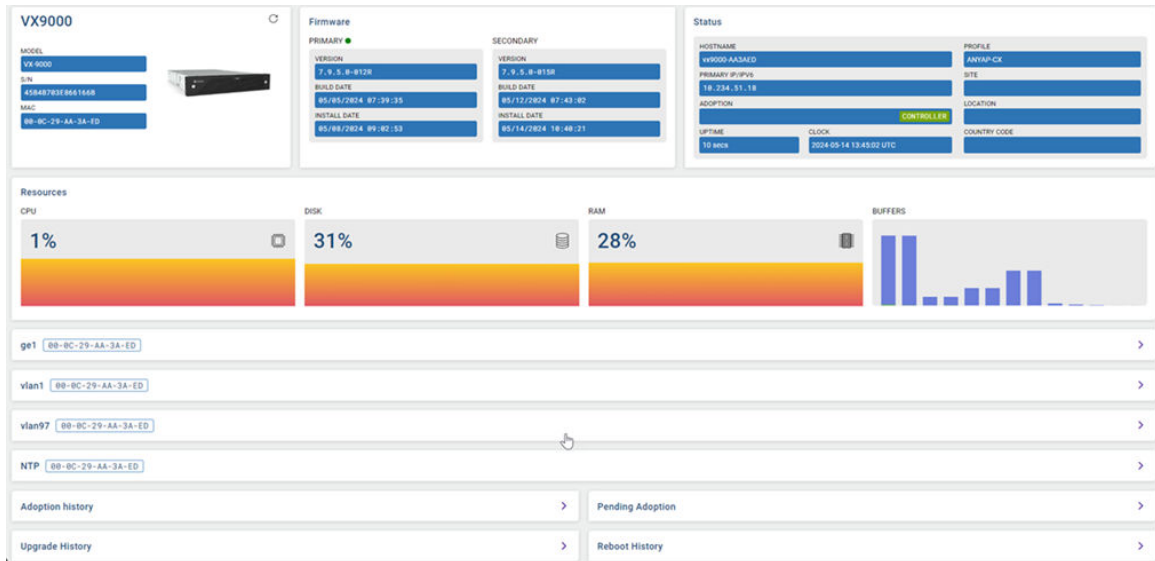 VX9000
MODEL
VX-9000
S/N
45B4B703E0661668
MAC
00-0C-29-AA-3A-ED
Firmware
PRIMARY
VERSION
7.9.5.0-012R
BUILD DATE
05/05/2024 07:39:35
INSTALL DATE
05/08/2024 09:02:53
SECONDARY
VERSION
7.9.5.0-015R
BUILD DATE
05/12/2024 07:43:02
INSTALL DATE
05/14/2024 10:40:21
Status
HOSTNAME
vx9000-AA3AED
PROFILE
ANYAP-CX
PRIMARY IP/IPV6
10.234.51.18
SITE
ADOPTION
CONTROLLER
LOCATION
UPTIME
10 secs
CLOCK
2024-05-14 13:45:02 UTC
COUNTRY CODE
Resources
CPU
1%
DISK
31%
RAM
28%
BUFFERS
ge1 00-0C-29-AA-3A-ED
vlan1 00-0C-29-AA-3A-ED
vlan97 00-0C-29-AA-3A-ED
NTP 00-0C-29-AA-3A-ED
Adoption history
Pending Adoption
Upgrade History
Reboot History